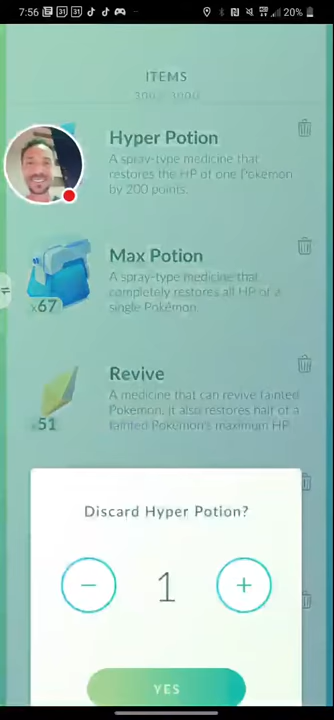 7:56
31
31
20%
ITEMS
Hyper Potion
A spray-type medicine that
restores the HP of one Pokémon
by 200 points.
Max Potion
A spray-type medicine that
completely restores all HP of a
single Pokémon.
x67
Revive
A medicine that can revive fainted
Pokémon. It also restores half of a
fainted Pokémon's maximum HP.
x51
Discard Hyper Potion?
1
YES